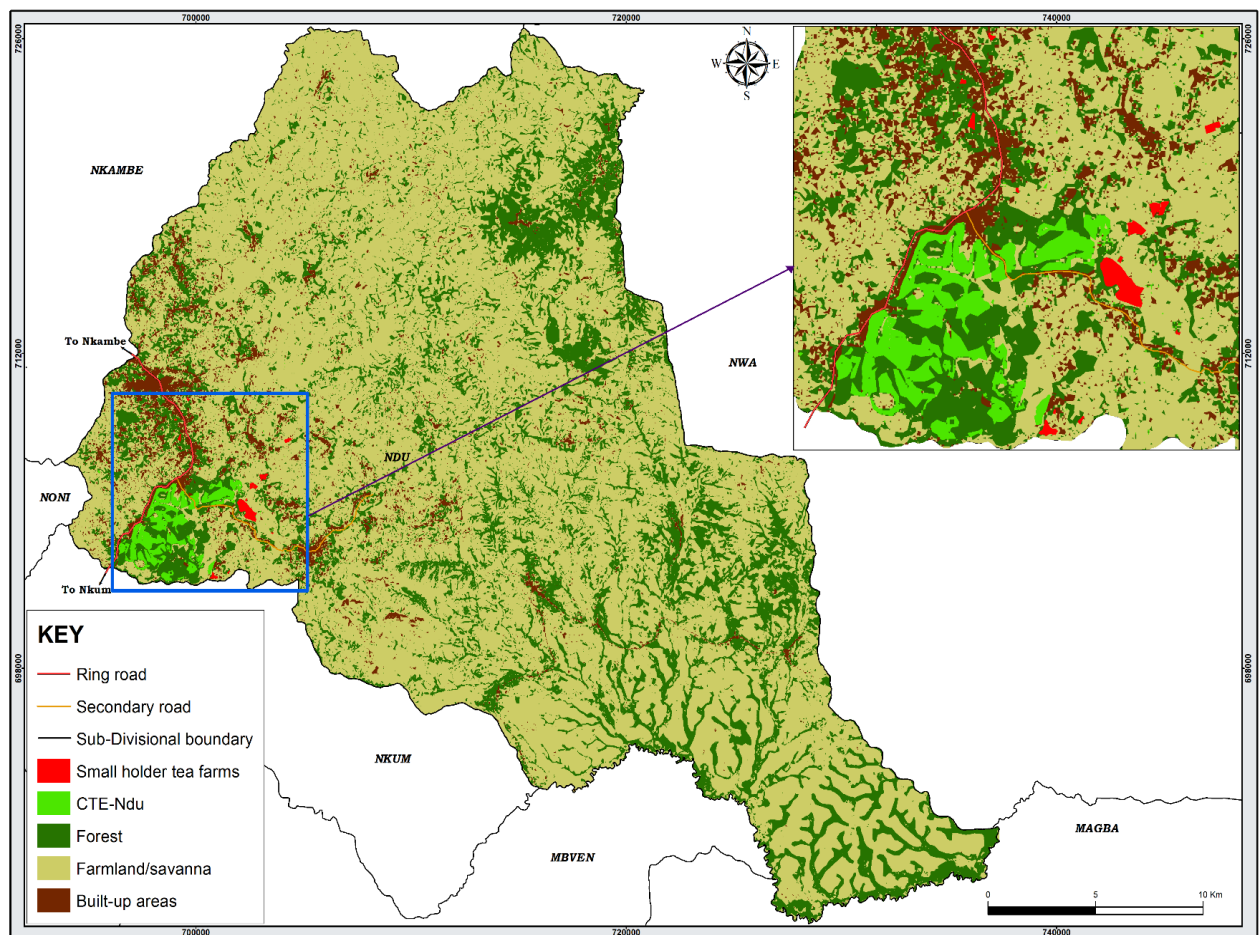 700000
720000
740000
726000
726000
N
W
E
S
NKAMBE
To Nkambe
712000
712000
NWA
NDU
NONI
To Nkum
KEY
Ring road
Secondary road
Sub-Divisional boundary
Small holder tea farms
CTE-Ndu
Forest
Farmland/savanna
Built-up areas
698000
698000
NKUM
MBVEN
MAGBA
0
5
10 Km
700000
720000
740000